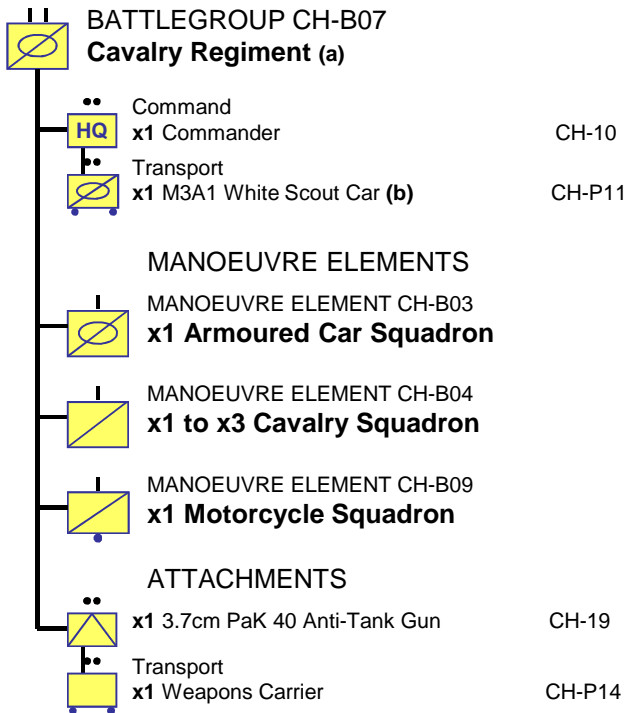 BATTLEGROUP CH-B07
Cavalry Regiment (a)
Command
HQ
x1 Commander CH-10
Transport
x1 M3A1 White Scout Car (b) CH-P11
MANOEUVRE ELEMENTS
MANOEUVRE ELEMENT CH-B03
x1 Armoured Car Squadron
MANOEUVRE ELEMENT CH-B04
x1 to x3 Cavalry Squadron
MANOEUVRE ELEMENT CH-B09
x1 Motorcycle Squadron
ATTACHMENTS
x1 3.7cm PaK 40 Anti-Tank Gun CH-19
Transport
x1 Weapons Carrier CH-P14